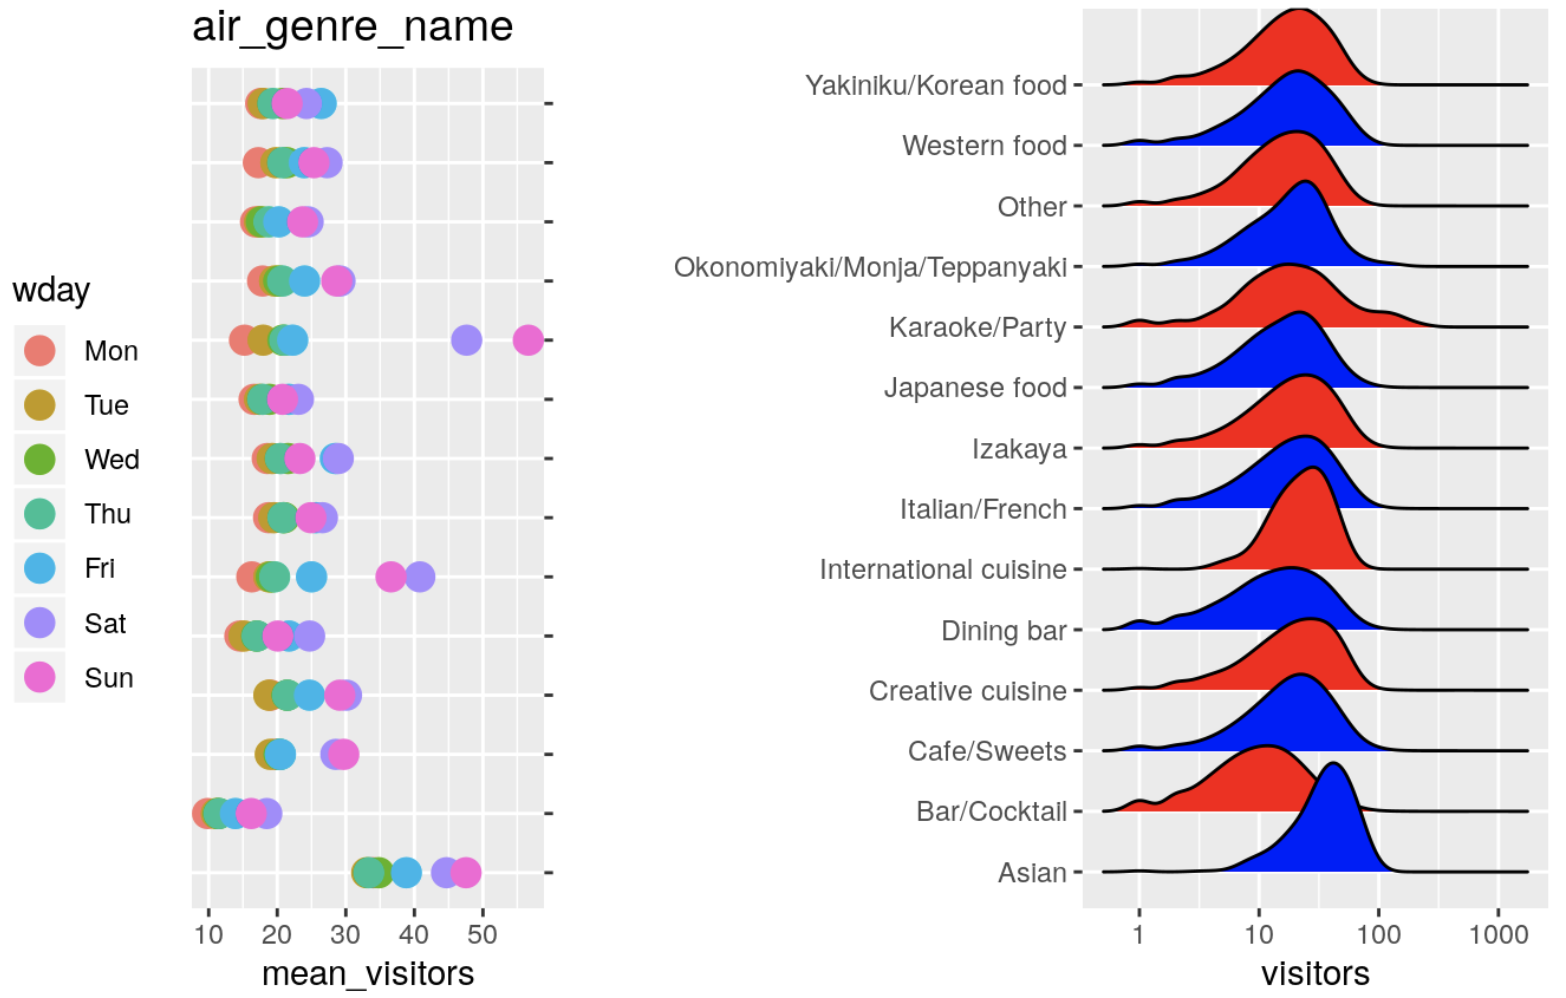 air_genre_name
wday
Mon
Tue
Wed
Thu
Fri
Sat
Sun
10 20 30 40 50
mean_visitors
Yakiniku/Korean food
Western food
Other
Okonomiyaki/Monja/Teppanyaki
Karaoke/Party
Japanese food
Izakaya
Italian/French
International cuisine
Dining bar
Creative cuisine
Cafe/Sweets
Bar/Cocktail
Asian
1 10 100 1000
visitors